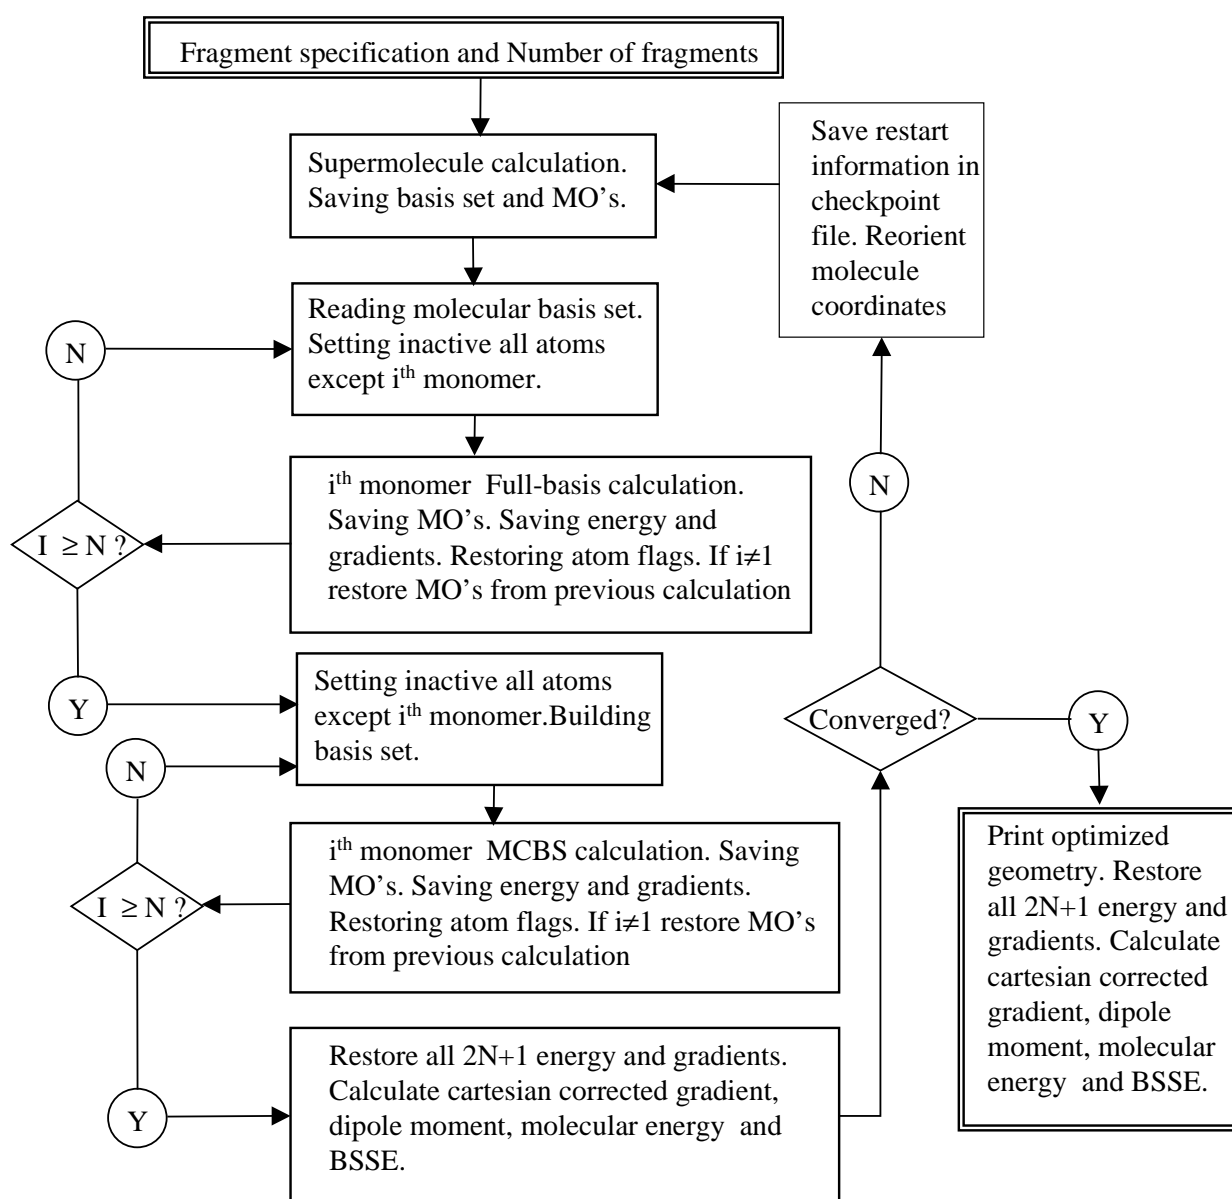 Fragment specification and Number of fragments
Supermolecule calculation.
Saving basis set and MO’s.
Save restart
information in
checkpoint
file. Reorient
molecule
coordinates
Reading molecular basis set.
Setting inactive all atoms
except iᵗʰ monomer.
N
iᵗʰ monomer  Full-basis calculation.
Saving MO’s. Saving energy and
gradients. Restoring atom flags. If i≠1
restore MO’s from previous calculation
I ≥ N ?
N
Y
Setting inactive all atoms
except iᵗʰ monomer.Building
basis set.
Converged?
Y
N
iᵗʰ monomer  MCBS calculation. Saving
MO’s. Saving energy and gradients.
Restoring atom flags. If i≠1 restore MO’s
from previous calculation
I ≥ N ?
Print optimized
geometry. Restore
all 2N+1 energy and
gradients. Calculate
cartesian corrected
gradient, dipole
moment, molecular
energy  and BSSE.
Y
Restore all 2N+1 energy and gradients.
Calculate cartesian corrected gradient,
dipole moment, molecular energy  and
BSSE.